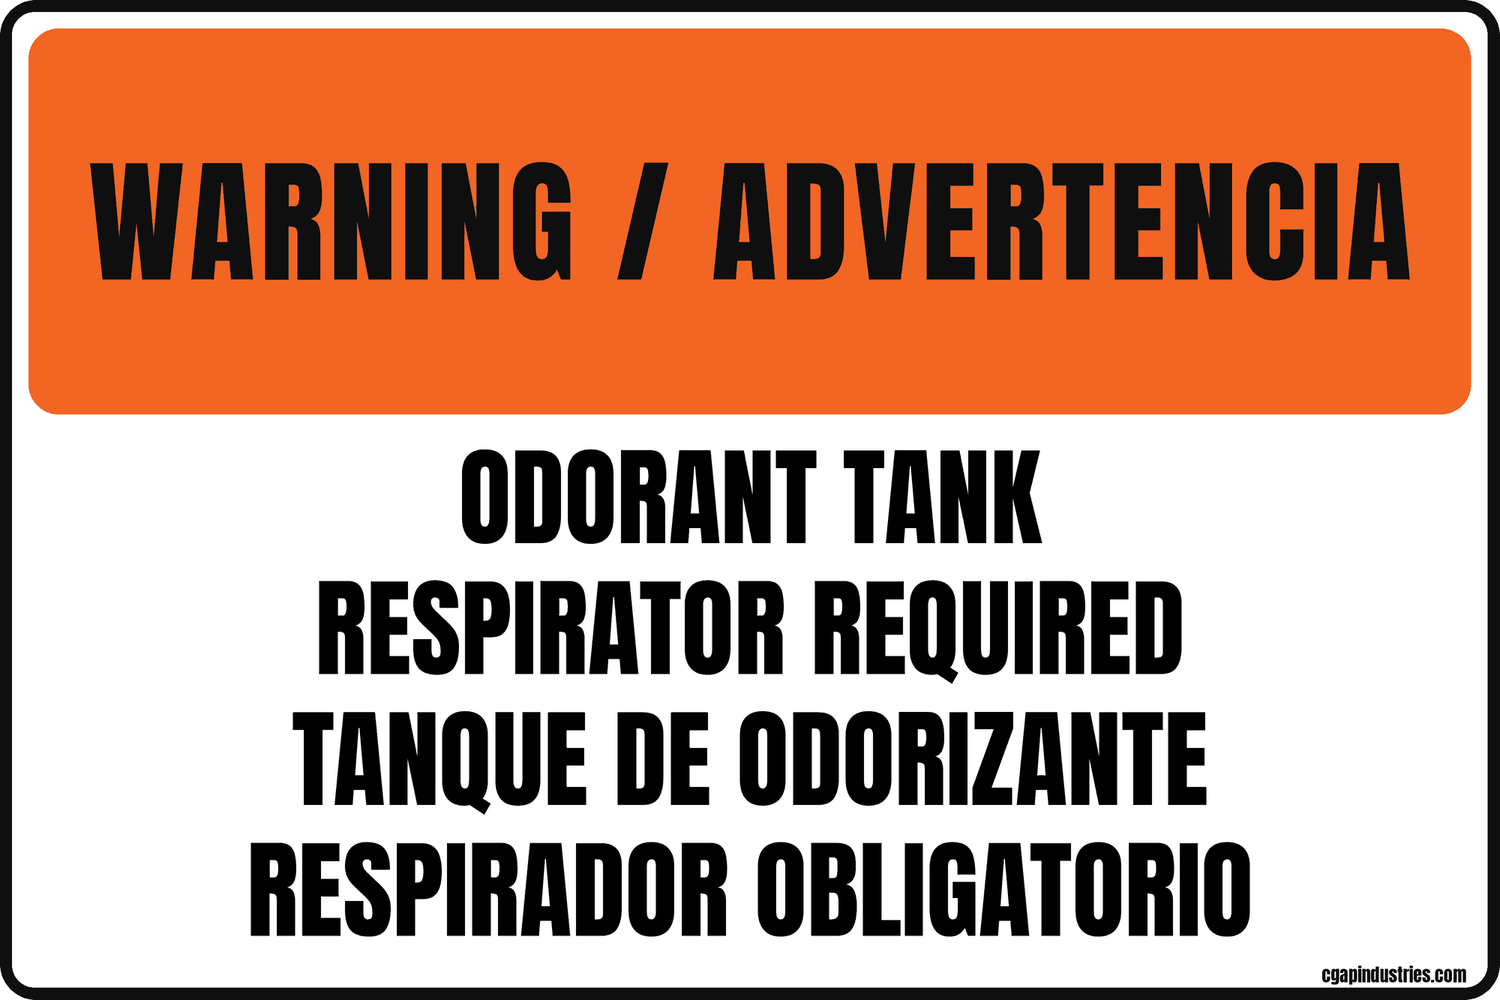 WARNING / ADVERTENCIA
ODORANT TANK
RESPIRATOR REQUIRED
TANQUE DE ODORIZANTE
RESPIRADOR OBLIGATORIO
cgapindustries.com